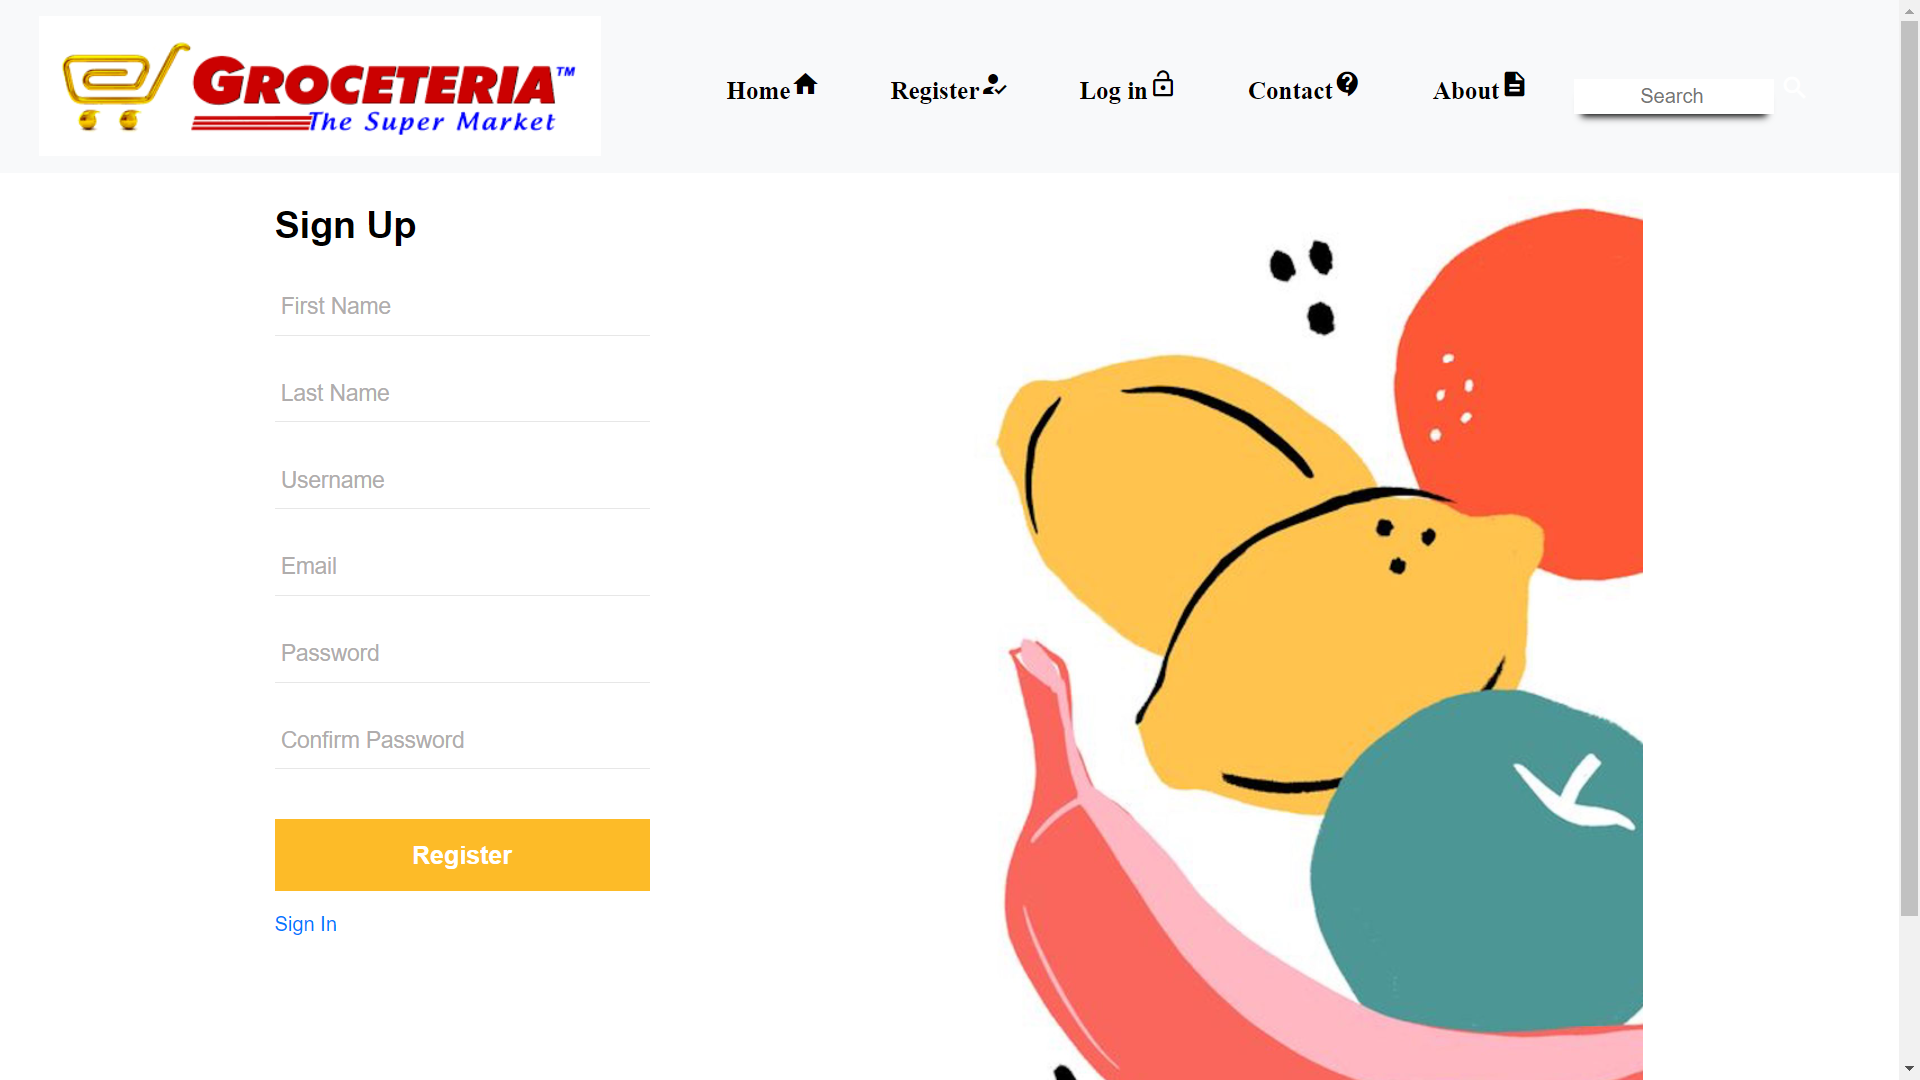 GROCETERIA™
The Super Market
Home
Register
Log in
Contact
About
Search
Sign Up
First Name
Last Name
Username
Email
Password
Confirm Password
Register
Sign In